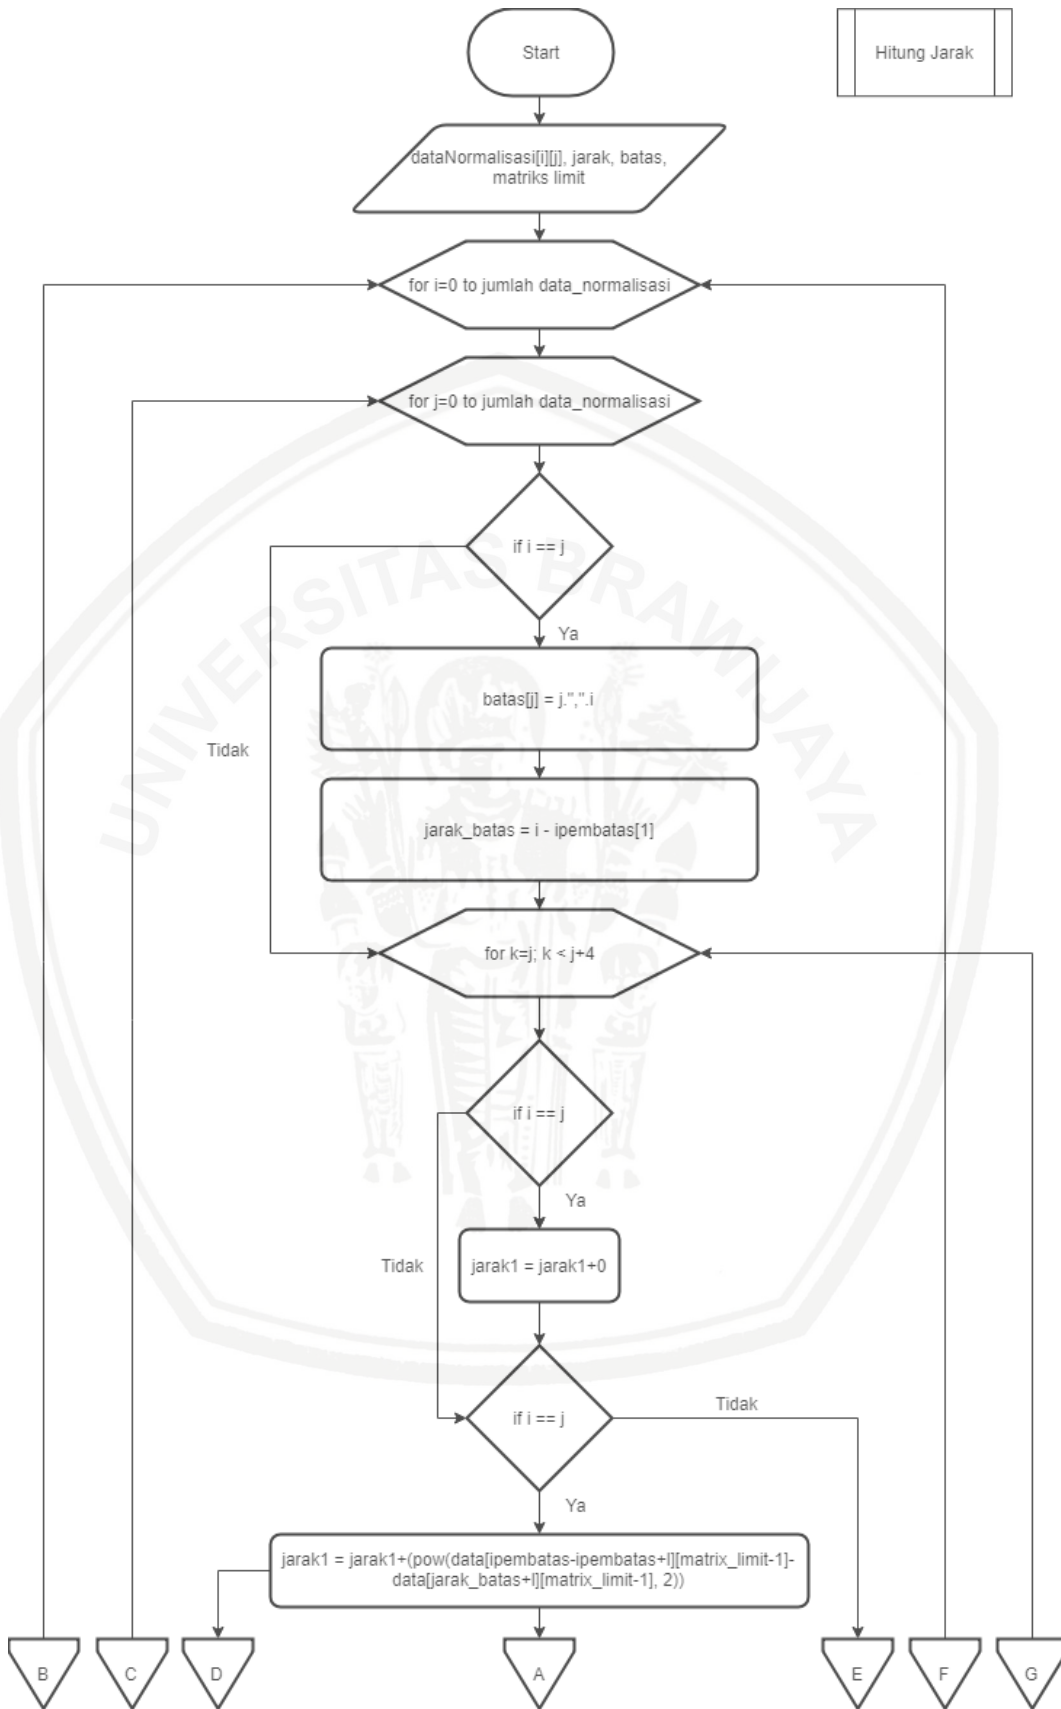 Start
Hitung Jarak
dataNormalisasi[i][j], jarak, batas,
matriks limit
for i=0 to jumlah data_normalisasi
for j=0 to jumlah data_normalisasi
if i == j
Ya
Tidak
batas[j] = j.",".i
jarak_batas = i - ipembatas[1]
for k=j; k < j+4
if i == j
Ya
Tidak
jarak1 = jarak1+0
if i == j
Tidak
Ya
jarak1 = jarak1+(pow(data[ipembatas-ipembatas+l][matrix_limit-1]-
data[jarak_batas+l][matrix_limit-1], 2))
B
C
D
A
E
F
G
UNIVERSITAS BRAWIJAYA